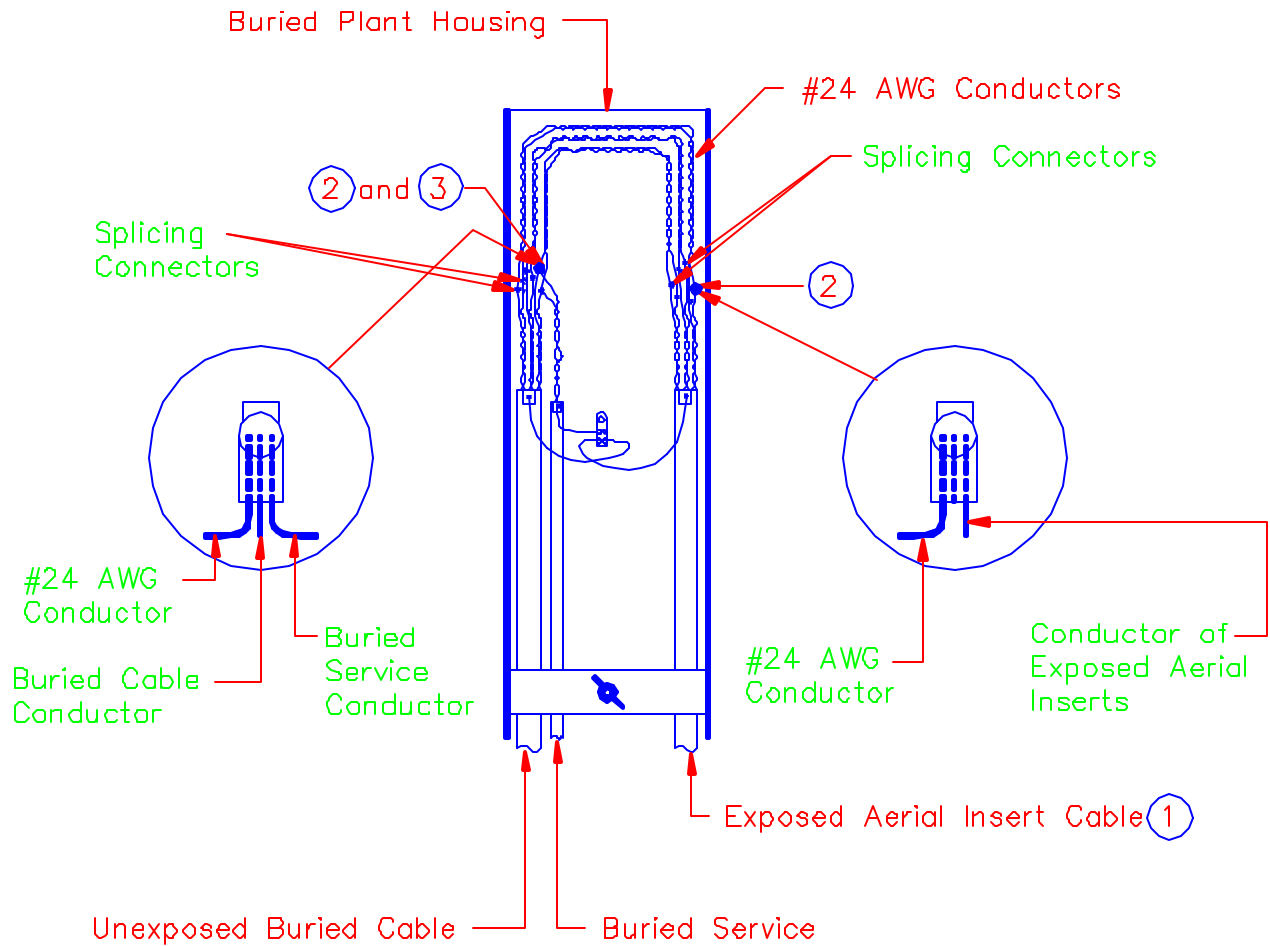 Buried Plant Housing
#24 AWG Conductors
Splicing Connectors
2 and 3
Splicing
Connectors
2
#24 AWG
Conductor
Buried Cable
Conductor
Buried
Service
Conductor
#24 AWG
Conductor
Conductor of
Exposed Aerial
Inserts
Exposed Aerial Insert Cable 1
Unexposed Buried Cable
Buried Service